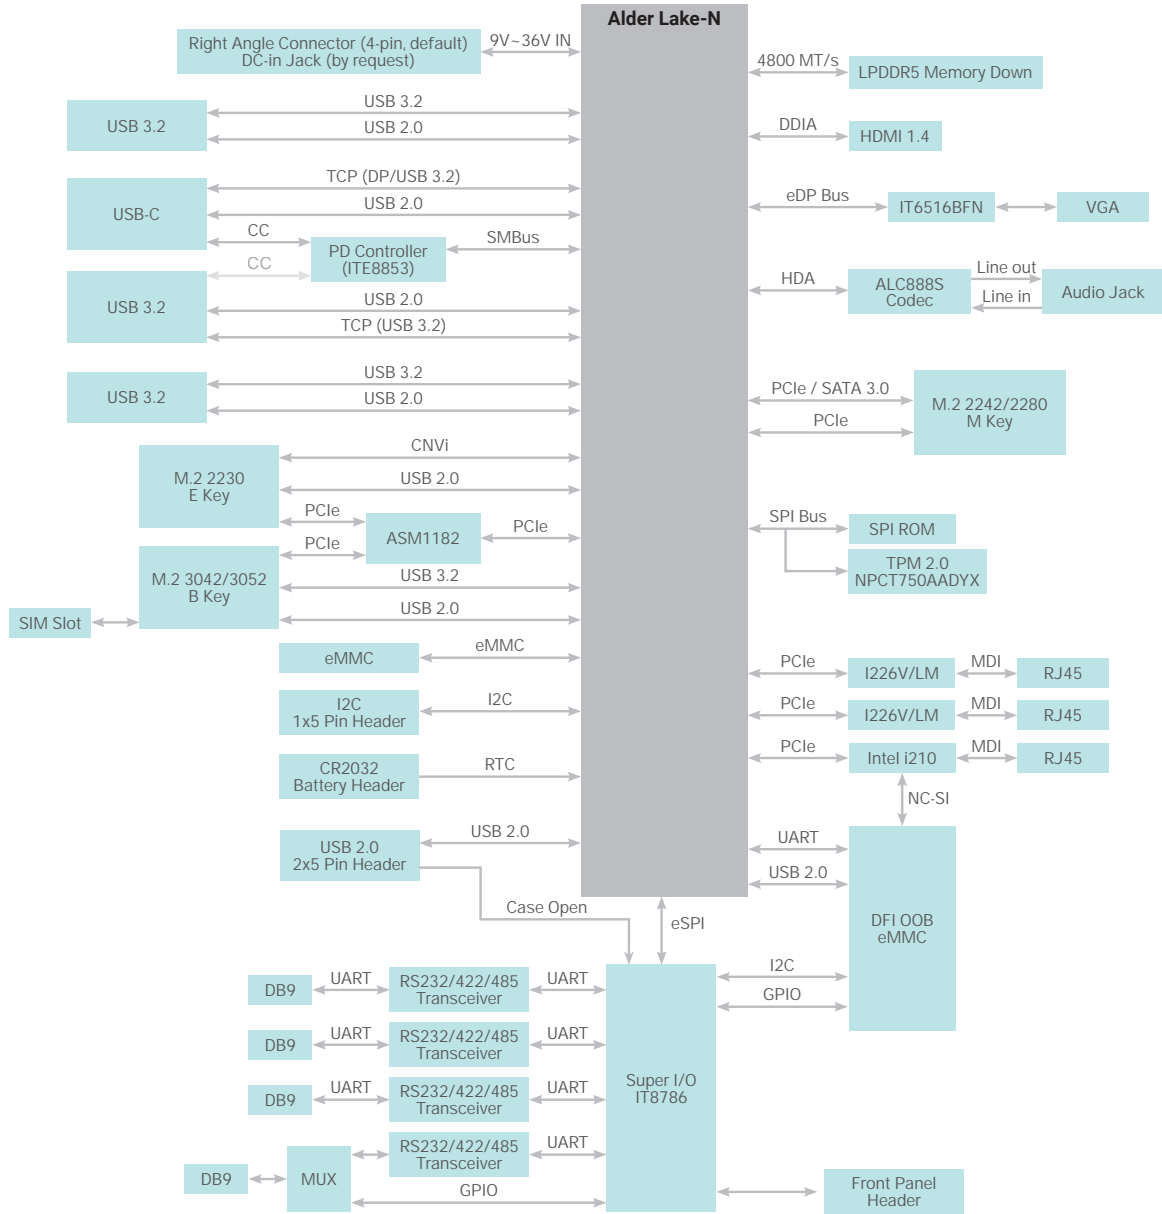 Alder Lake-N
Right Angle Connector (4-pin, default)
DC-in Jack (by request)
9V~36V IN
USB 3.2
USB 3.2
USB 2.0
USB-C
TCP (DP/USB 3.2)
USB 2.0
CC
PD Controller
(ITE8853)
SMBus
CC
USB 3.2
USB 2.0
TCP (USB 3.2)
USB 3.2
USB 3.2
USB 2.0
M.2 2230
E Key
CNVi
USB 2.0
PCIe
ASM1182
PCIe
PCIe
M.2 3042/3052
B Key
USB 3.2
USB 2.0
SIM Slot
eMMC
eMMC
I2C
1x5 Pin Header
I2C
CR2032
Battery Header
RTC
USB 2.0
2x5 Pin Header
USB 2.0
Case Open
eSPI
4800 MT/s
LPDDR5 Memory Down
DDIA
HDMI 1.4
eDP Bus
IT6516BFN
VGA
HDA
ALC888S
Codec
Line out
Line in
Audio Jack
PCIe / SATA 3.0
PCIe
M.2 2242/2280
M Key
SPI Bus
SPI ROM
TPM 2.0
NPCT750AADYX
PCIe
I226V/LM
MDI
RJ45
PCIe
I226V/LM
MDI
RJ45
PCIe
Intel i210
MDI
RJ45
NC-SI
UART
USB 2.0
DFI OOB
eMMC
I2C
GPIO
DB9
UART
RS232/422/485
Transceiver
UART
DB9
UART
RS232/422/485
Transceiver
UART
DB9
UART
RS232/422/485
Transceiver
UART
RS232/422/485
Transceiver
UART
DB9
MUX
GPIO
Super I/O
IT8786
Front Panel
Header